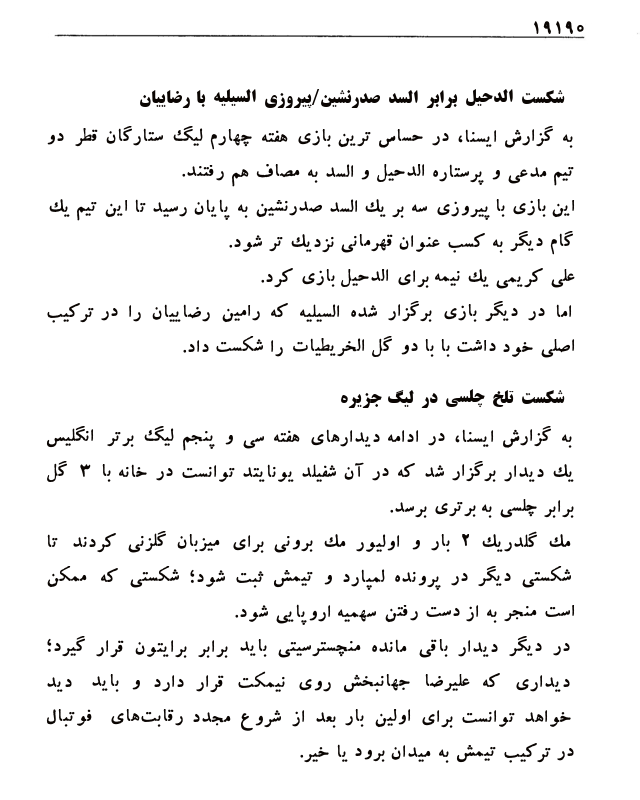 ۱۹۱۹۰
شکست الدحیل برابر السد صدرنشین/پیروزی السیلیه با رضاییان
به گزارش ایسنا، در حساس ترین بازی هفته چهارم لیگ ستارگان قطر دو
تیم مدعی و پرستاره الدحیل و السد به مصاف هم رفتند.
این بازی با پیروزی سه بر یك السد صدرنشین به پایان رسید تا این تیم یك
گام دیگر به کسب عنوان قهرمانی نزدیك تر شود.
علی کریمی یك نیمه برای الدحیل بازی کرد.
اما در دیگر بازی برگزار شده السیلیه که رامین رضاییان را در ترکیب
اصلی خود داشت با با دو گل الخریطیات را شکست داد.
شکست تلخ چلسی در لیگ جزیره
به گزارش ایسنا، در ادامه دیدارهای هفته سی و پنجم لیگ برتر انگلیس
یك دیدار برگزار شد که در آن شفیلد یونایتد توانست در خانه با ۳ گل
برابر چلسی به برتری برسد.
مك گلدریك ۲ بار و اولیور مك برونی برای میزبان گلزنی کردند تا
شکستی دیگر در پرونده لمپارد و تیمش ثبت شود؛ شکستی که ممکن
است منجر به از دست رفتن سهمیه اروپایی شود.
در دیگر دیدار باقی مانده منچسترسیتی باید برابر برایتون قرار گیرد؛
دیداری که علیرضا جهانبخش روی نیمکت قرار دارد و باید دید
خواهد توانست برای اولین بار بعد از شروع مجدد رقابت‌های فوتبال
در ترکیب تیمش به میدان برود یا خیر.